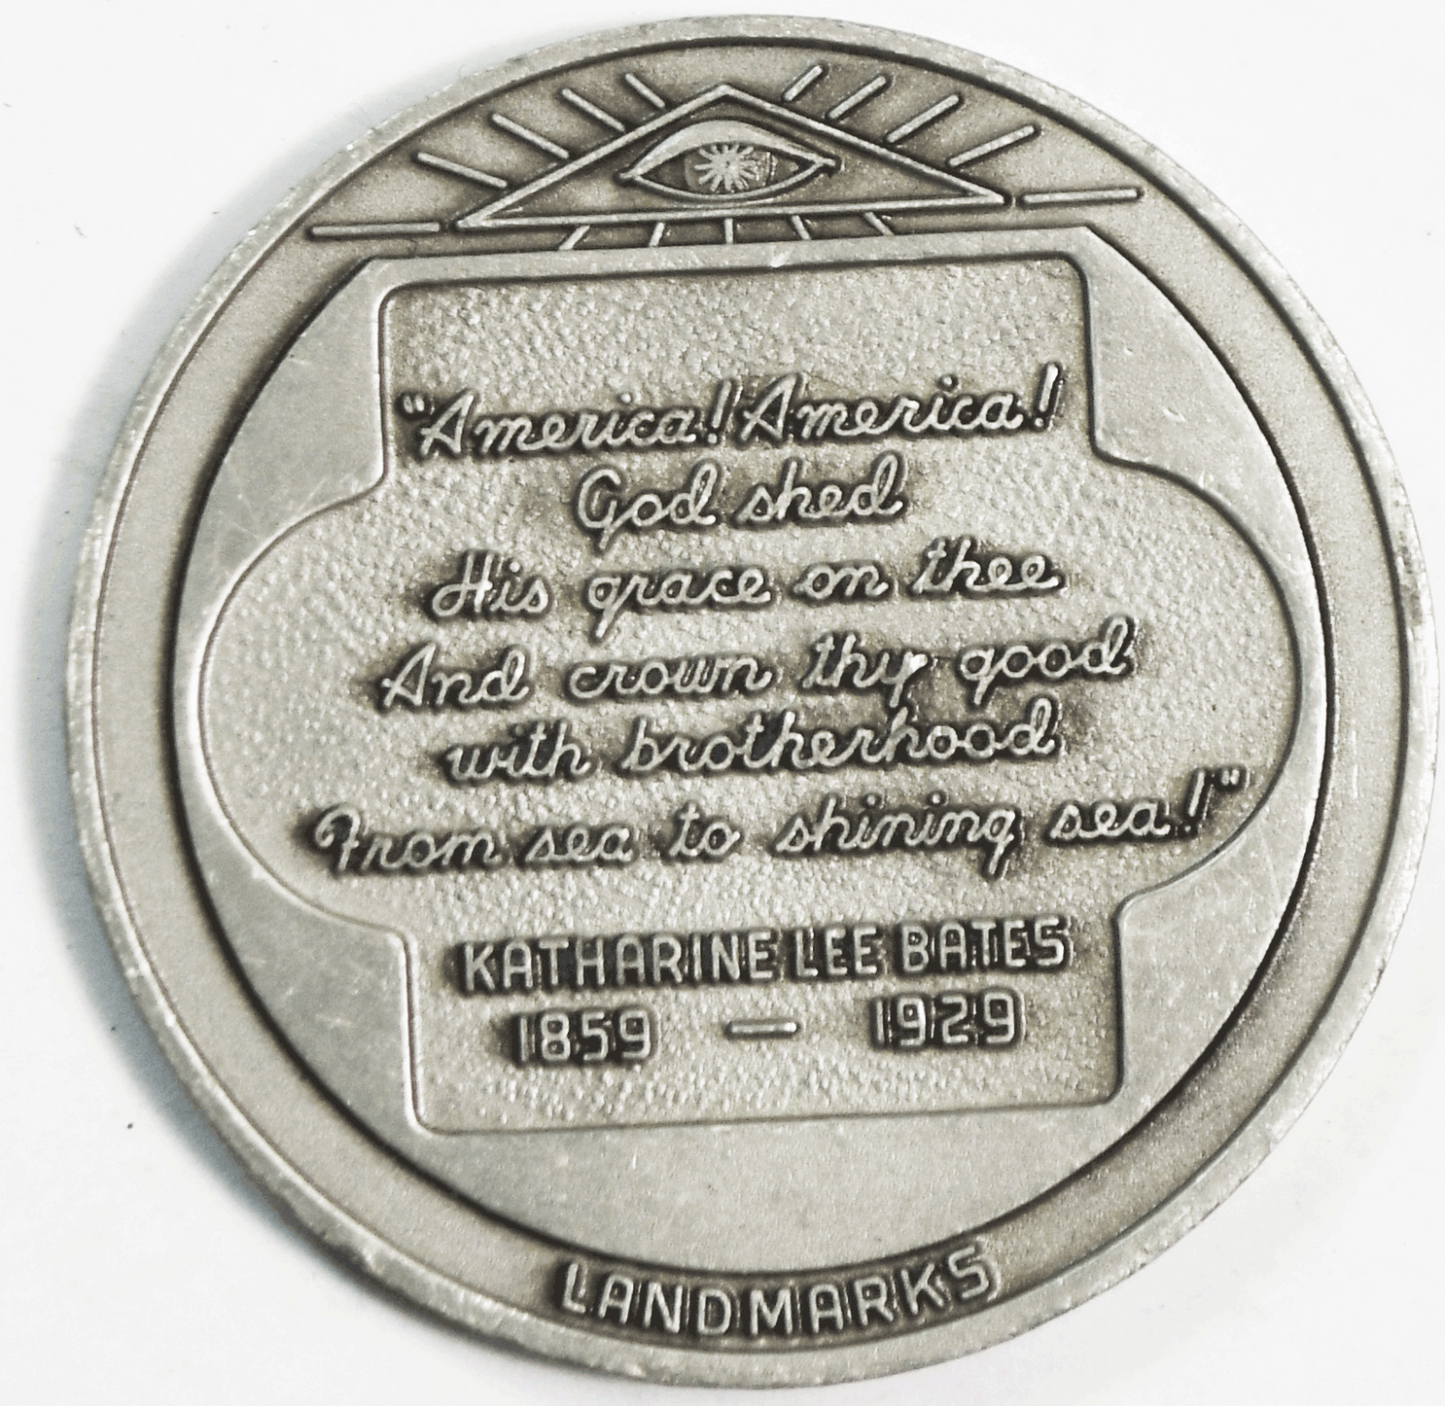 "America! America!
God shed
His grace on thee
And crown thy good
with brotherhood
From sea to shining sea!"
KATHARINE LEE BATES
1859 — 1929
LANDMARKS